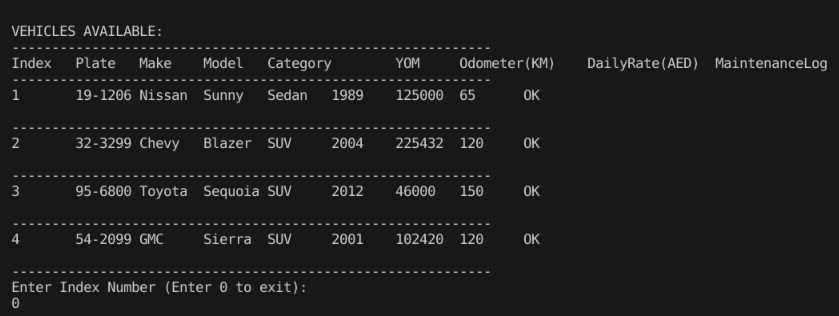 VEHICLES AVAILABLE:
------------------------------------------------------------
Index   Plate   Make    Model   Category        YOM     Odometer(KM)    DailyRate(AED)  MaintenanceLog
------------------------------------------------------------
1       19-1206 Nissan  Sunny   Sedan   1989    125000  65      OK
------------------------------------------------------------
2       32-3299 Chevy   Blazer  SUV     2004    225432  120     OK
------------------------------------------------------------
3       95-6800 Toyota  Sequoia SUV     2012    46000   150     OK
------------------------------------------------------------
4       54-2099 GMC     Sierra  SUV     2001    102420  120     OK
------------------------------------------------------------
Enter Index Number (Enter 0 to exit):
0